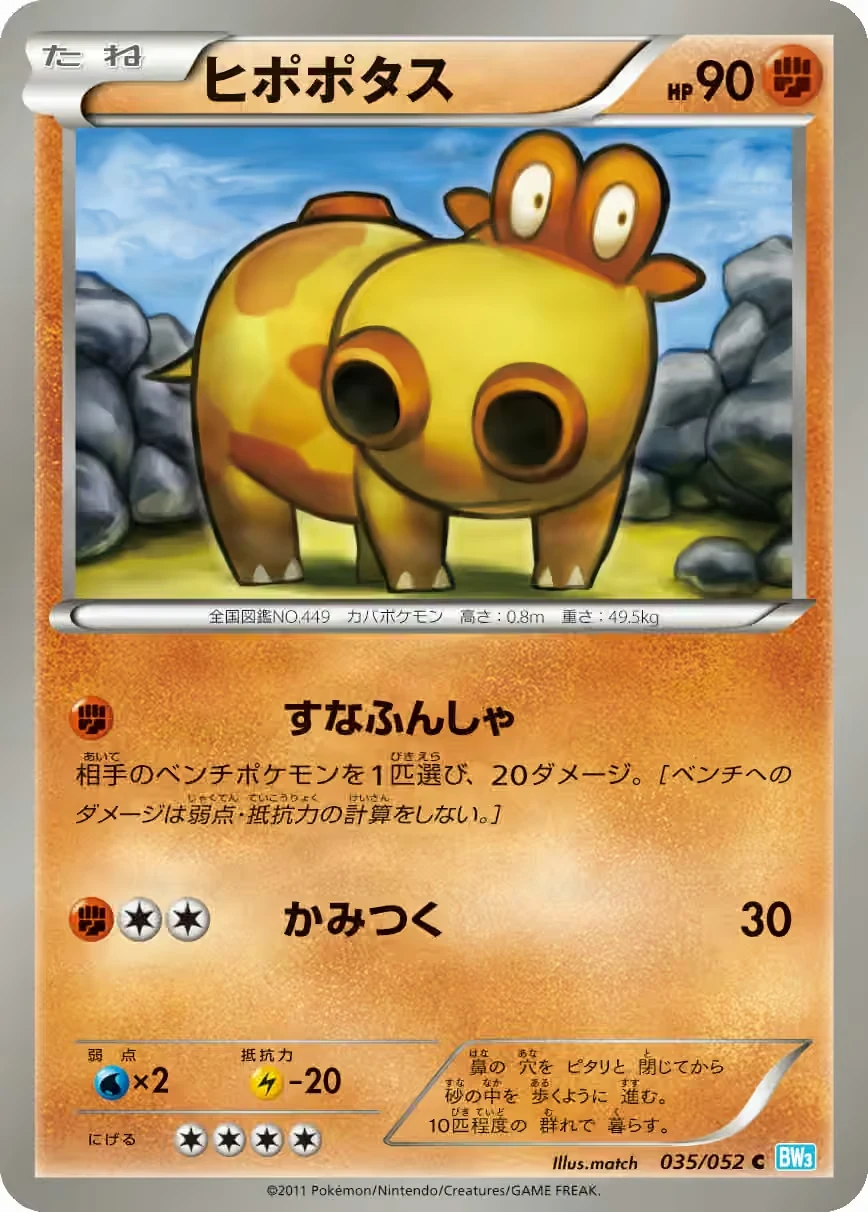 たね ヒポポタス HP90
全国図鑑NO.449 カバポケモン 高さ:0.8m 重さ:49.5kg
すなふんしゃ
相手のベンチポケモンを1匹選び、20ダメージ。[ベンチへの
ダメージは弱点・抵抗力の計算をしない。]
かみつく 30
弱点 抵抗力
×2 -20
にげる
鼻の 穴を ピタリと 閉じてから
砂の中を 歩くように 進む。
10匹程度の 群れで 暮らす。
Illus.match 035/052 C BW3
©2011 Pokémon/Nintendo/Creatures/GAME FREAK.